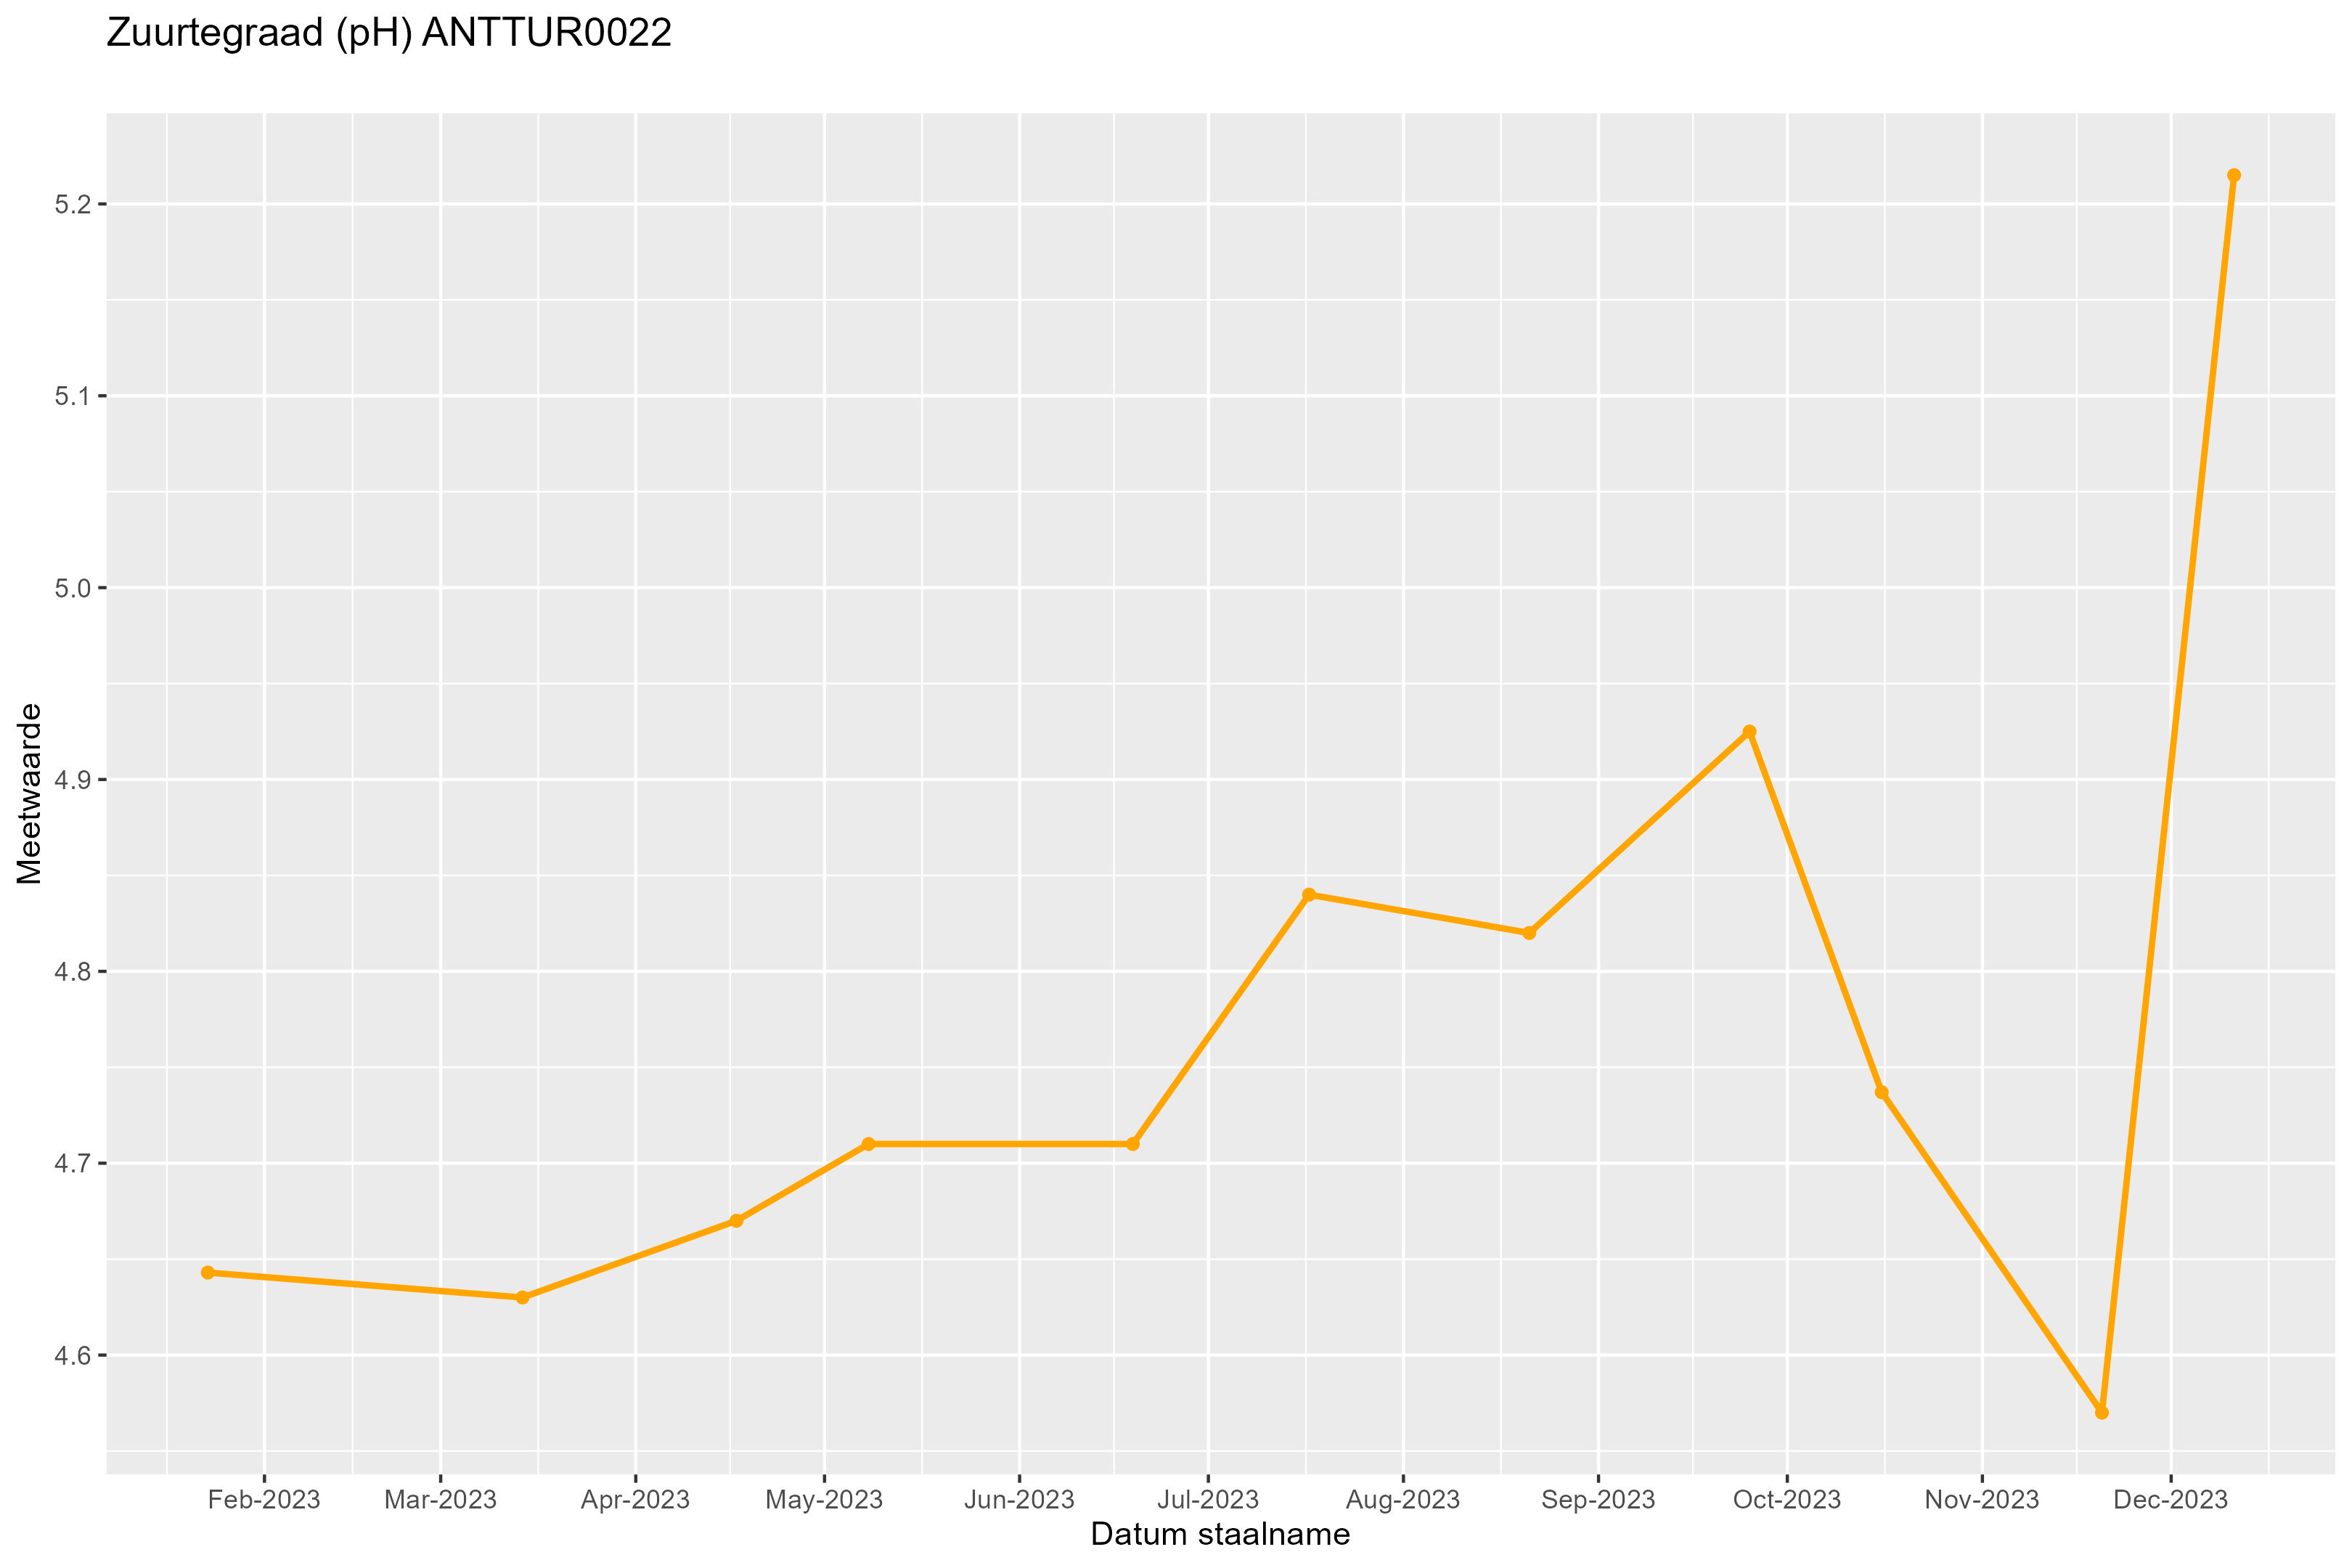 Zuurtegraad (pH) ANTTUR0022
5.2
5.1
5.0
4.9
4.8
4.7
4.6
Meetwaarde
Feb-2023 Mar-2023 Apr-2023 May-2023 Jun-2023 Jul-2023 Aug-2023 Sep-2023 Oct-2023 Nov-2023 Dec-2023
Datum staalname